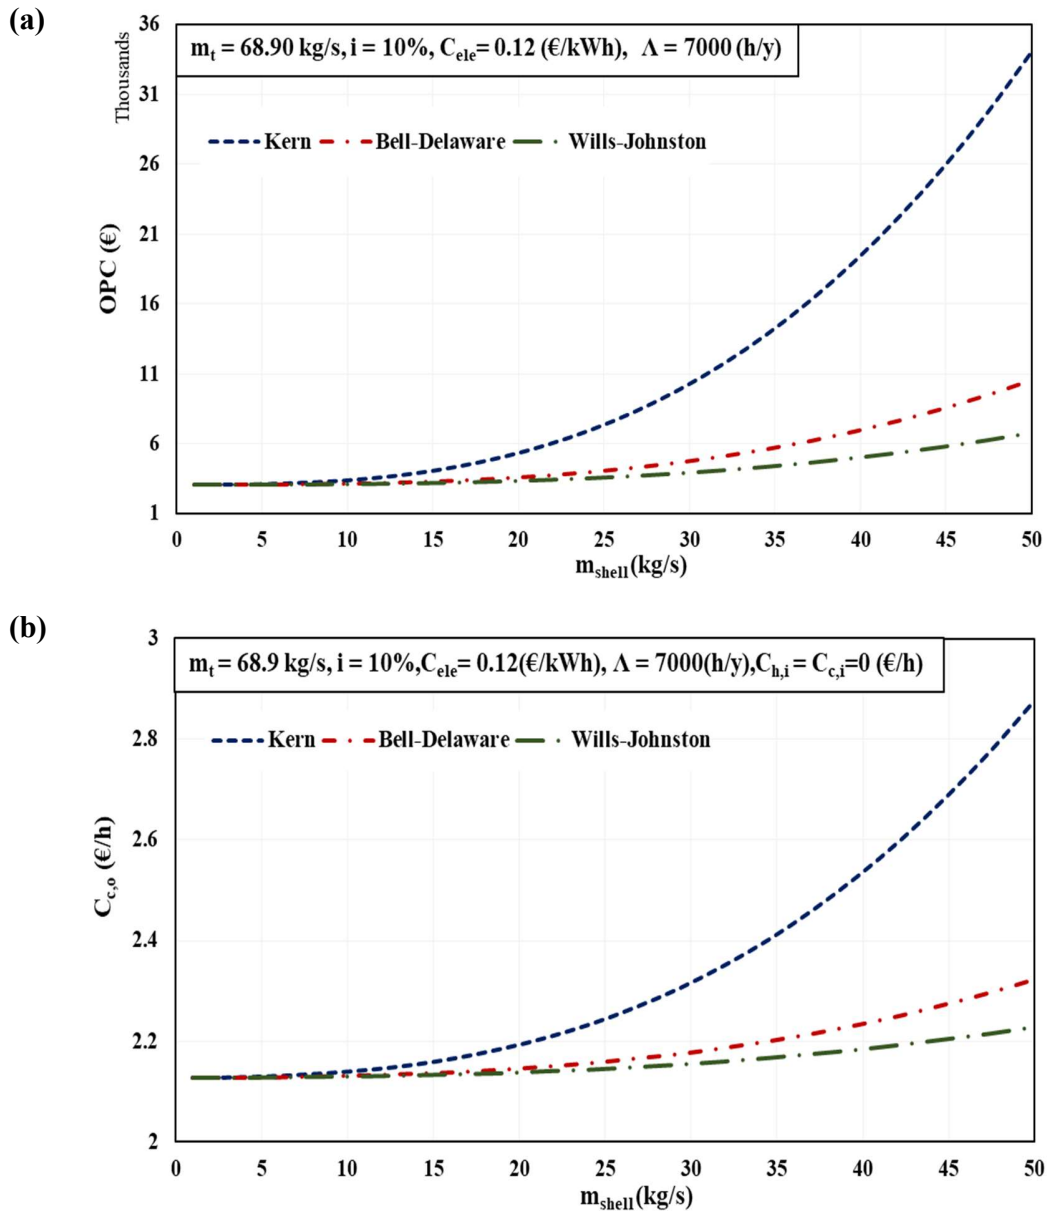 (a)
Thousands
m_t = 68.90 kg/s, i = 10%, C_ele= 0.12 (€/kWh), Λ = 7000 (h/y)
Kern Bell-Delaware Wills-Johnston
OPC (€)
36
31
26
21
16
11
6
1
0 5 10 15 20 25 30 35 40 45 50
m_shell(kg/s)
(b)
m_t = 68.9 kg/s, i = 10%,C_ele= 0.12(€/kWh), Λ = 7000(h/y),C_h,i = C_c,i=0 (€/h)
Kern Bell-Delaware Wills-Johnston
C_c,o (€/h)
3
2.8
2.6
2.4
2.2
2
0 5 10 15 20 25 30 35 40 45 50
m_shell(kg/s)